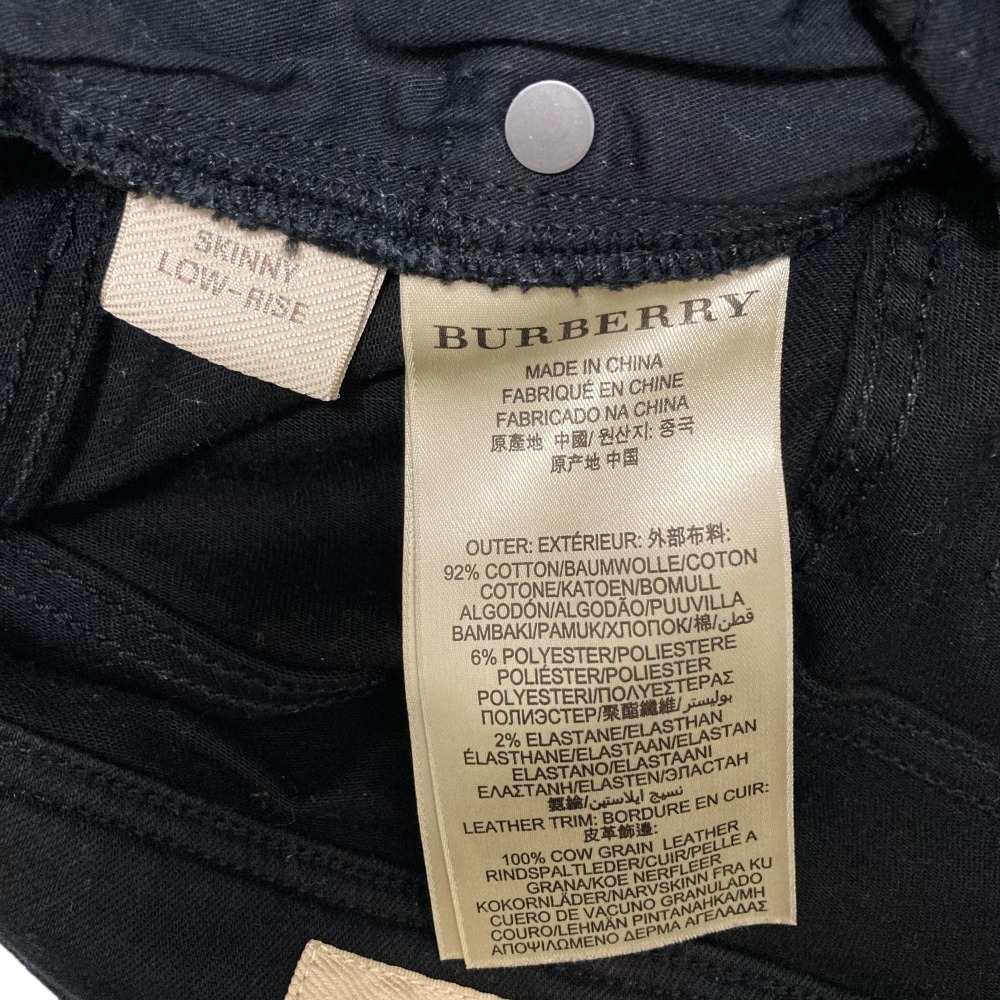 SKINNY
LOW-RISE
BURBERRY
MADE IN CHINA
FABRIQUÉ EN CHINE
FABRICADO NA CHINA
原產地 中國/ 원산지: 중국
原产地 中国
OUTER: EXTÉRIEUR: 外部布料:
92% COTTON/BAUMWOLLE/COTON
COTONE/KATOEN/BOMULL
ALGODÓN/ALGODÃO/PUUVILLA
BAMBAKI/PAMUK/ХЛОПОК/棉/قطن
6% POLYESTER/POLIESTERE
POLIÉSTER/POLIESTER
POLYESTERI/ΠΟΛΥΕΣΤΕΡΑΣ
ПОЛИЭСТЕР/聚酯纖維/بوليستر
2% ELASTANE/ELASTHAN
ÉLASTHANE/ELASTAAN/ELASTAN
ELASTANO/ELASTAANI
ΕΛΑΣΤΑΝΗ/ELASTEN/ЭЛАСТАН
氨綸/نسيج ايلاستين
LEATHER TRIM: BORDURE EN CUIR:
皮革飾邊:
100% COW GRAIN LEATHER
RINDSPALTLEDER/CUIR/PELLE A
GRANA/KOE NERFLEER
KOKORNLÄDER/NARVSKINN FRA KU
CUERO DE VACUNO GRANULADO
COURO/LEHMÄN PINTANAHKA/ΜΗ
ΑΠΟΨΙΛΩΜΕΝΟ ΔΕΡΜΑ ΑΓΕΛΑΔΑΣ